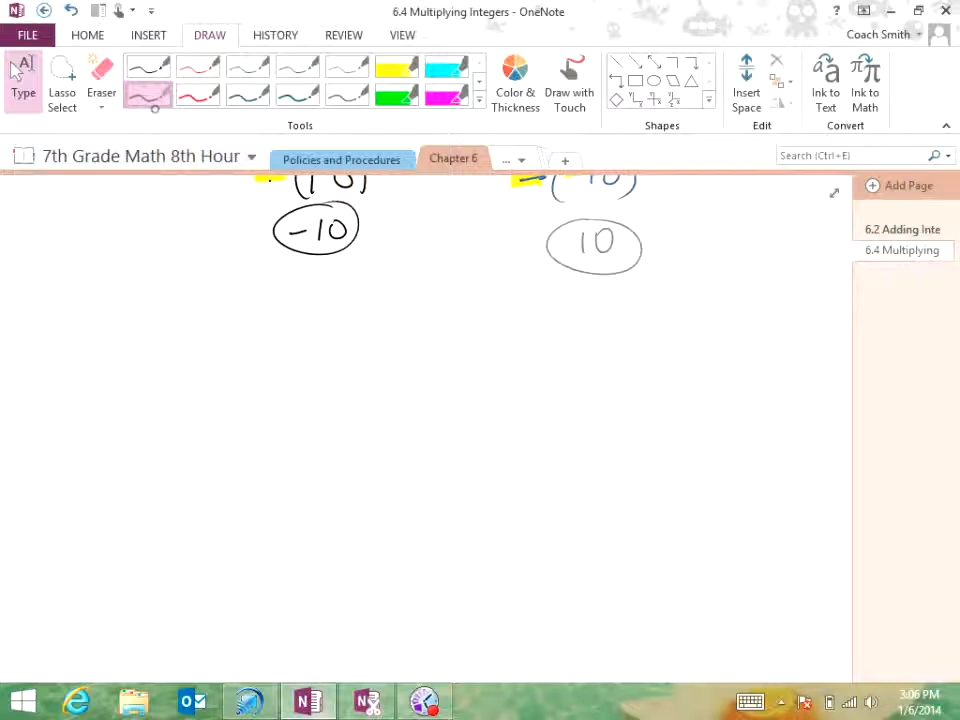 6.4 Multiplying Integers - OneNote
?
FILE HOME INSERT DRAW HISTORY REVIEW VIEW
Coach Smith
Type
Lasso Select
Eraser
Color & Thickness
Draw with Touch
Insert Space
Ink to Text
Ink to Math
Tools
Shapes
Edit
Convert
7th Grade Math 8th Hour
Policies and Procedures
Chapter 6
...
+
Search (Ctrl+E)
Add Page
6.2 Adding Inte
6.4 Multiplying
-(10)
-(-10)
-10
10
3:06 PM
1/6/2014